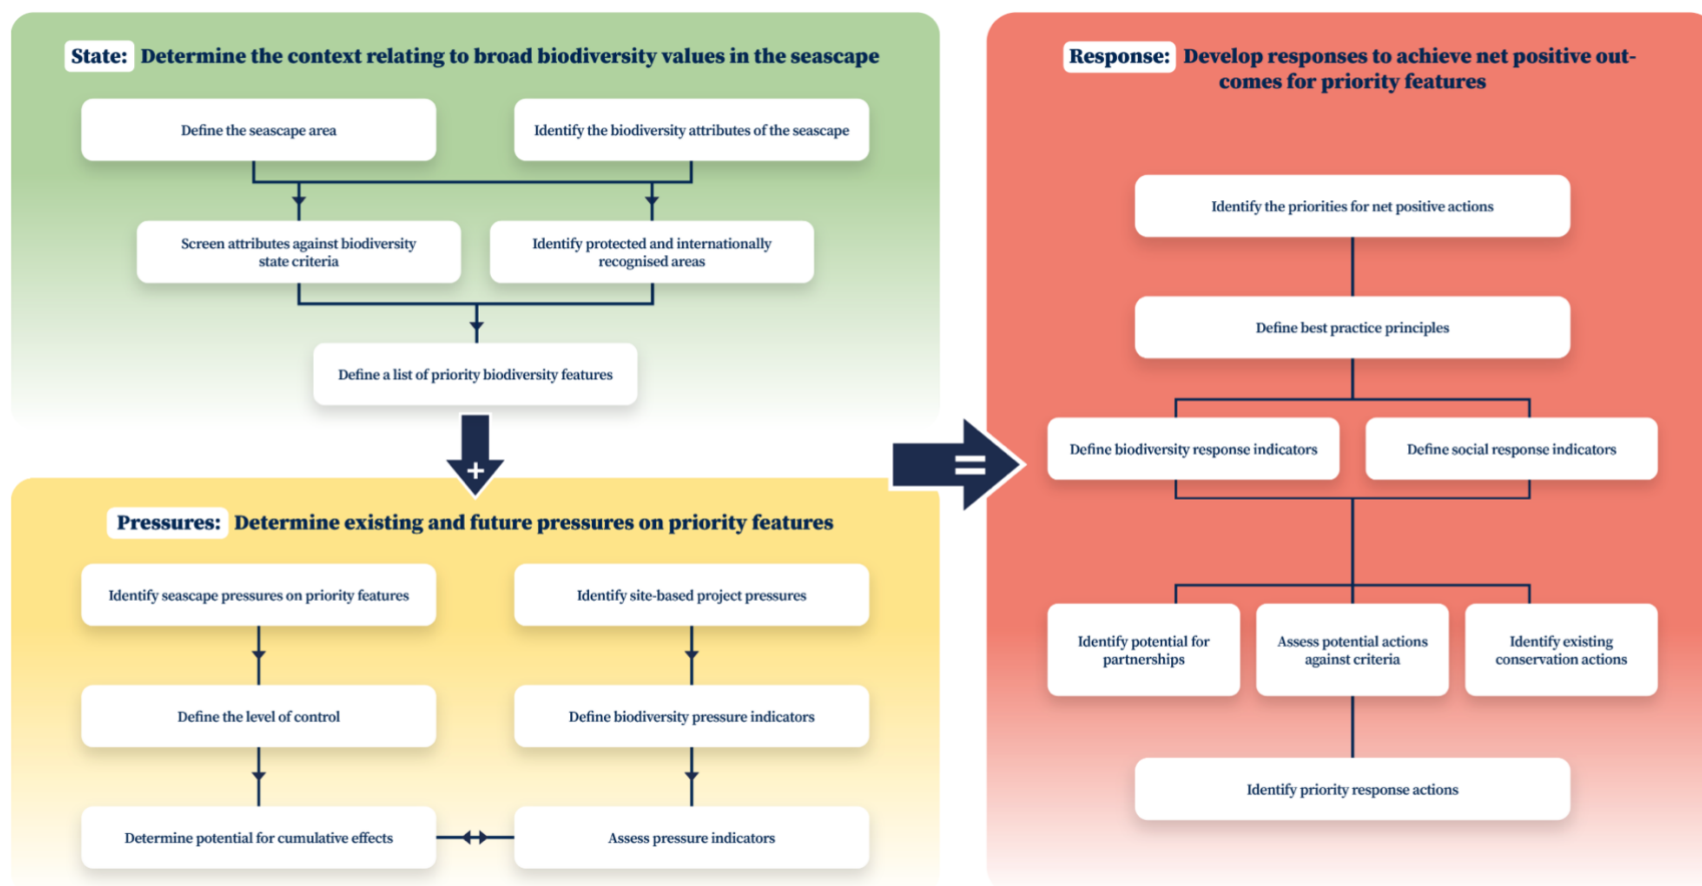 State: Determine the context relating to broad biodiversity values in the seascape
Define the seascape area
Identify the biodiversity attributes of the seascape
Screen attributes against biodiversity
state criteria
Identify protected and internationally
recognised areas
Define a list of priority biodiversity features
+
Pressures: Determine existing and future pressures on priority features
Identify seascape pressures on priority features
Identify site-based project pressures
Define the level of control
Define biodiversity pressure indicators
Determine potential for cumulative effects
Assess pressure indicators
=
Response: Develop responses to achieve net positive out-
comes for priority features
Identify the priorities for net positive actions
Define best practice principles
Define biodiversity response indicators
Define social response indicators
Identify potential for
partnerships
Assess potential actions
against criteria
Identify existing
conservation actions
Identify priority response actions